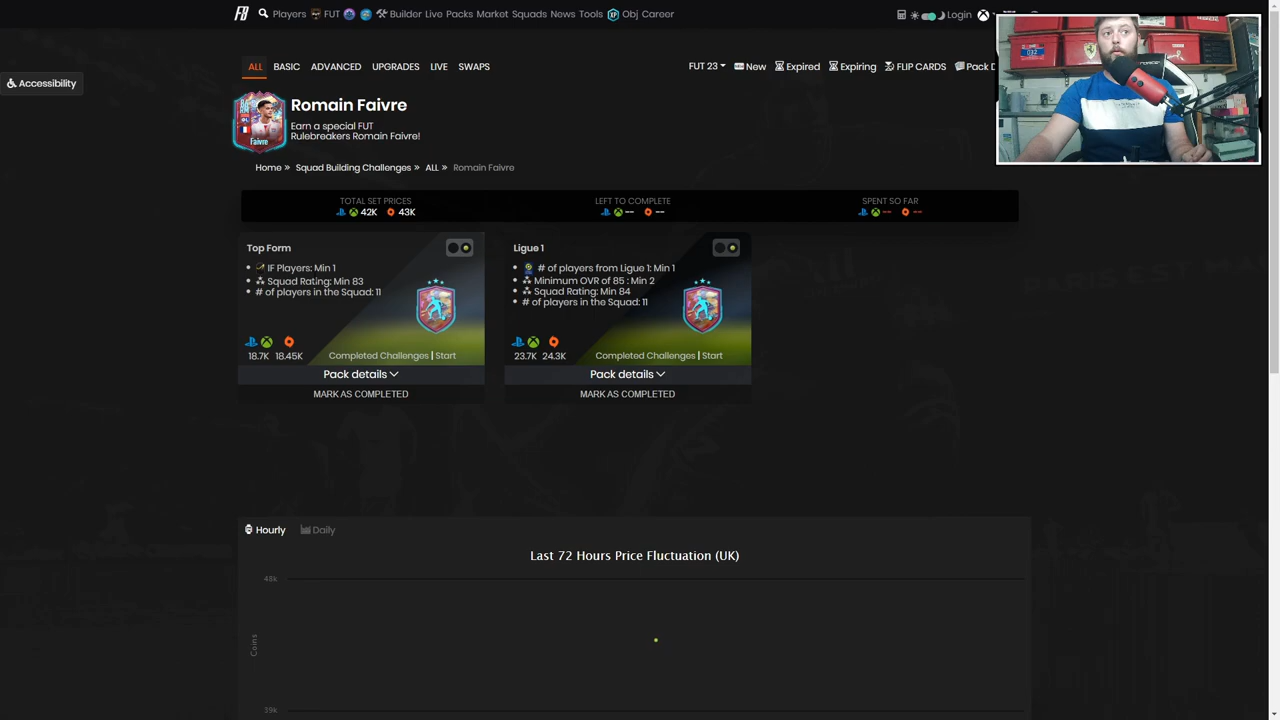 F8 Players FUT Builder Live Packs Market Squads News Tools XP Obj Career Login
ALL BASIC ADVANCED UPGRADES LIVE SWAPS FUT 23 New Expired Expiring FLIP CARDS Pack D
Accessibility
Romain Faivre
Earn a special FUT
Rulebreakers Romain Faivre!
Faivre
Home » Squad Building Challenges » ALL » Romain Faivre
TOTAL SET PRICES LEFT TO COMPLETE SPENT SO FAR
42K 43K -- -- -- --
Top Form
IF Players: Min 1
Squad Rating: Min 83
# of players in the Squad: 11
18.7K 18.45K Completed Challenges | Start
Pack details
MARK AS COMPLETED
Ligue 1
# of players from Ligue 1: Min 1
Minimum OVR of 85 : Min 2
Squad Rating: Min 84
# of players in the Squad: 11
23.7K 24.3K Completed Challenges | Start
Pack details
MARK AS COMPLETED
Hourly Daily
Last 72 Hours Price Fluctuation (UK)
48k
Coins
39k